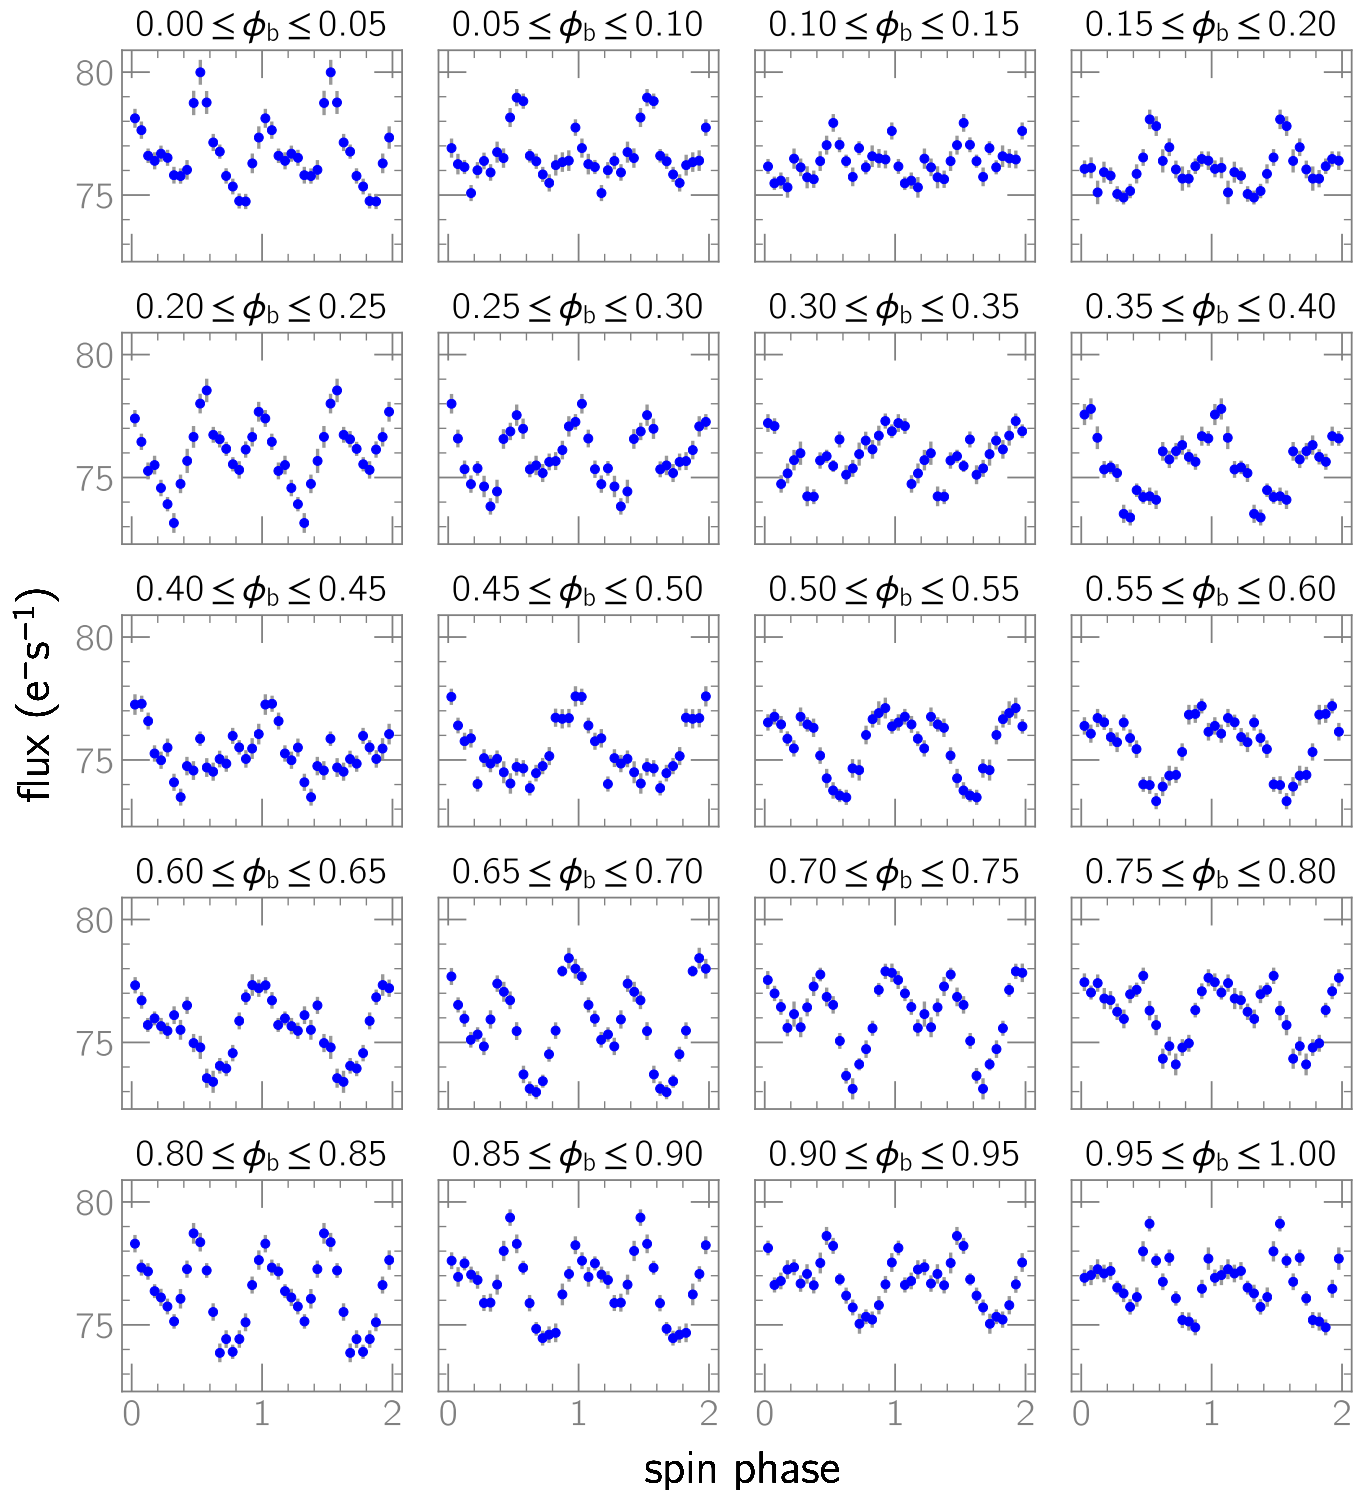 0.00 ≤ ϕb ≤ 0.05 0.05 ≤ ϕb ≤ 0.10 0.10 ≤ ϕb ≤ 0.15 0.15 ≤ ϕb ≤ 0.20
80
75
0.20 ≤ ϕb ≤ 0.25 0.25 ≤ ϕb ≤ 0.30 0.30 ≤ ϕb ≤ 0.35 0.35 ≤ ϕb ≤ 0.40
80
75
0.40 ≤ ϕb ≤ 0.45 0.45 ≤ ϕb ≤ 0.50 0.50 ≤ ϕb ≤ 0.55 0.55 ≤ ϕb ≤ 0.60
80
75
flux (e⁻s⁻¹)
0.60 ≤ ϕb ≤ 0.65 0.65 ≤ ϕb ≤ 0.70 0.70 ≤ ϕb ≤ 0.75 0.75 ≤ ϕb ≤ 0.80
80
75
0.80 ≤ ϕb ≤ 0.85 0.85 ≤ ϕb ≤ 0.90 0.90 ≤ ϕb ≤ 0.95 0.95 ≤ ϕb ≤ 1.00
80
75
0 1 2 0 1 2 0 1 2 0 1 2
spin phase